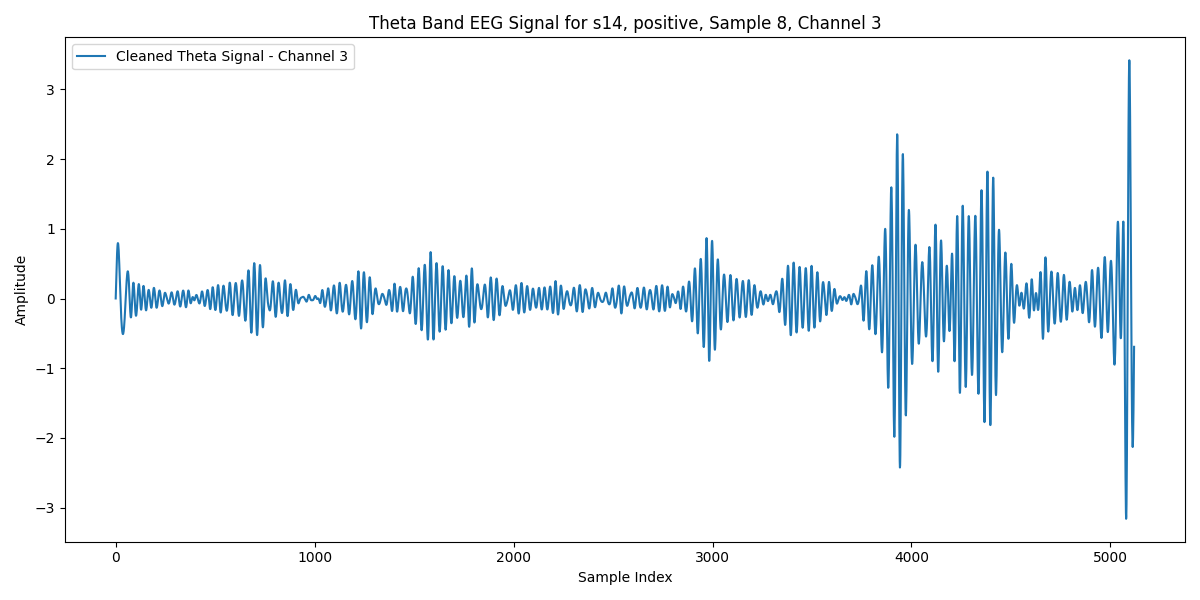 Theta Band EEG Signal for s14, positive, Sample 8, Channel 3
Cleaned Theta Signal - Channel 3
Amplitude
3
2
1
0
−1
−2
−3
0 1000 2000 3000 4000 5000
Sample Index